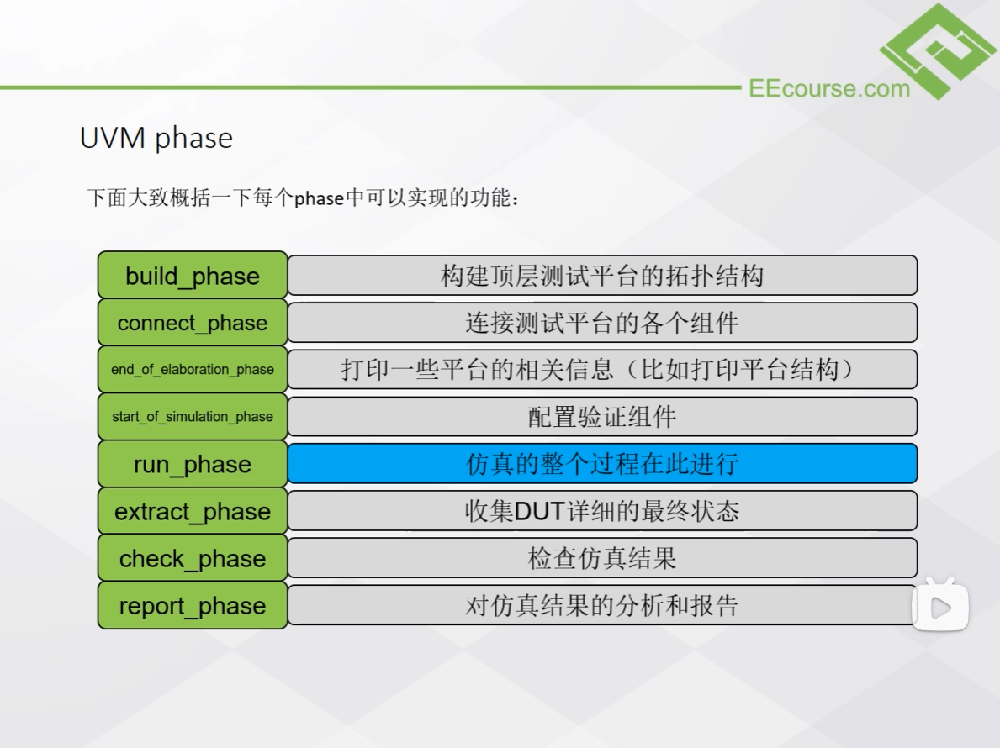 EEcourse.com
UVM phase
下面大致概括一下每个phase中可以实现的功能：
build_phase 构建顶层测试平台的拓扑结构
connect_phase 连接测试平台的各个组件
end_of_elaboration_phase 打印一些平台的相关信息（比如打印平台结构）
start_of_simulation_phase 配置验证组件
run_phase 仿真的整个过程在此进行
extract_phase 收集DUT详细的最终状态
check_phase 检查仿真结果
report_phase 对仿真结果的分析和报告